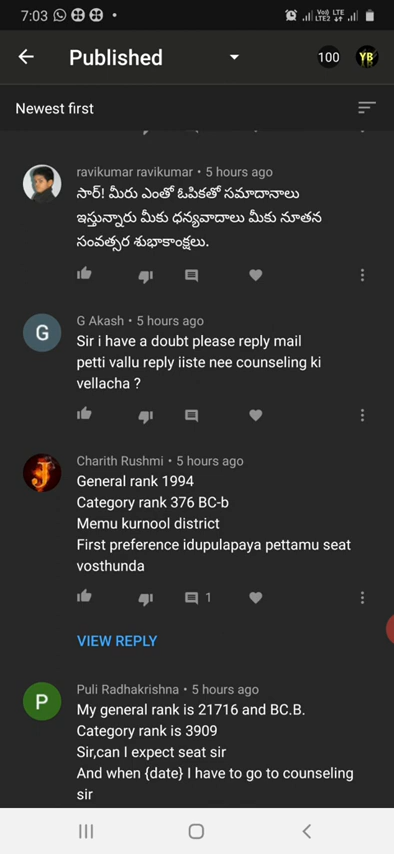 7:03
Vo)) LTE
LTE2
Published
100
YB
Newest first
ravikumar ravikumar • 5 hours ago
సార్! మీరు ఎంతో ఓపికతో సమాదానాలు
ఇస్తున్నారు మీకు ధన్యవాదాలు మీకు నూతన
సంవత్సర శుభాకాంక్షలు.
G
G Akash • 5 hours ago
Sir i have a doubt please reply mail
petti vallu reply iiste nee counseling ki
vellacha ?
J
Charith Rushmi • 5 hours ago
General rank 1994
Category rank 376 BC-b
Memu kurnool district
First preference idupulapaya pettamu seat
vosthunda
1
VIEW REPLY
P
Puli Radhakrishna • 5 hours ago
My general rank is 21716 and BC.B.
Category rank is 3909
Sir,can I expect seat sir
And when {date} I have to go to counseling
sir